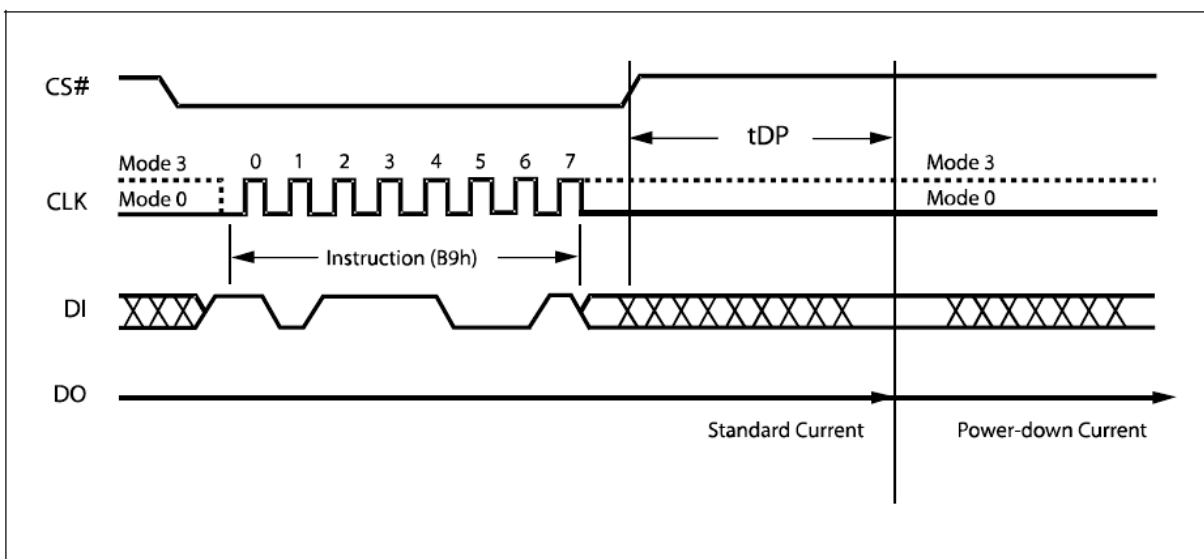 CS#
tDP
Mode 3
0 1 2 3 4 5 6 7
Mode 3
CLK
Mode 0
Mode 0
Instruction (B9h)
DI
DO
Standard Current
Power-down Current